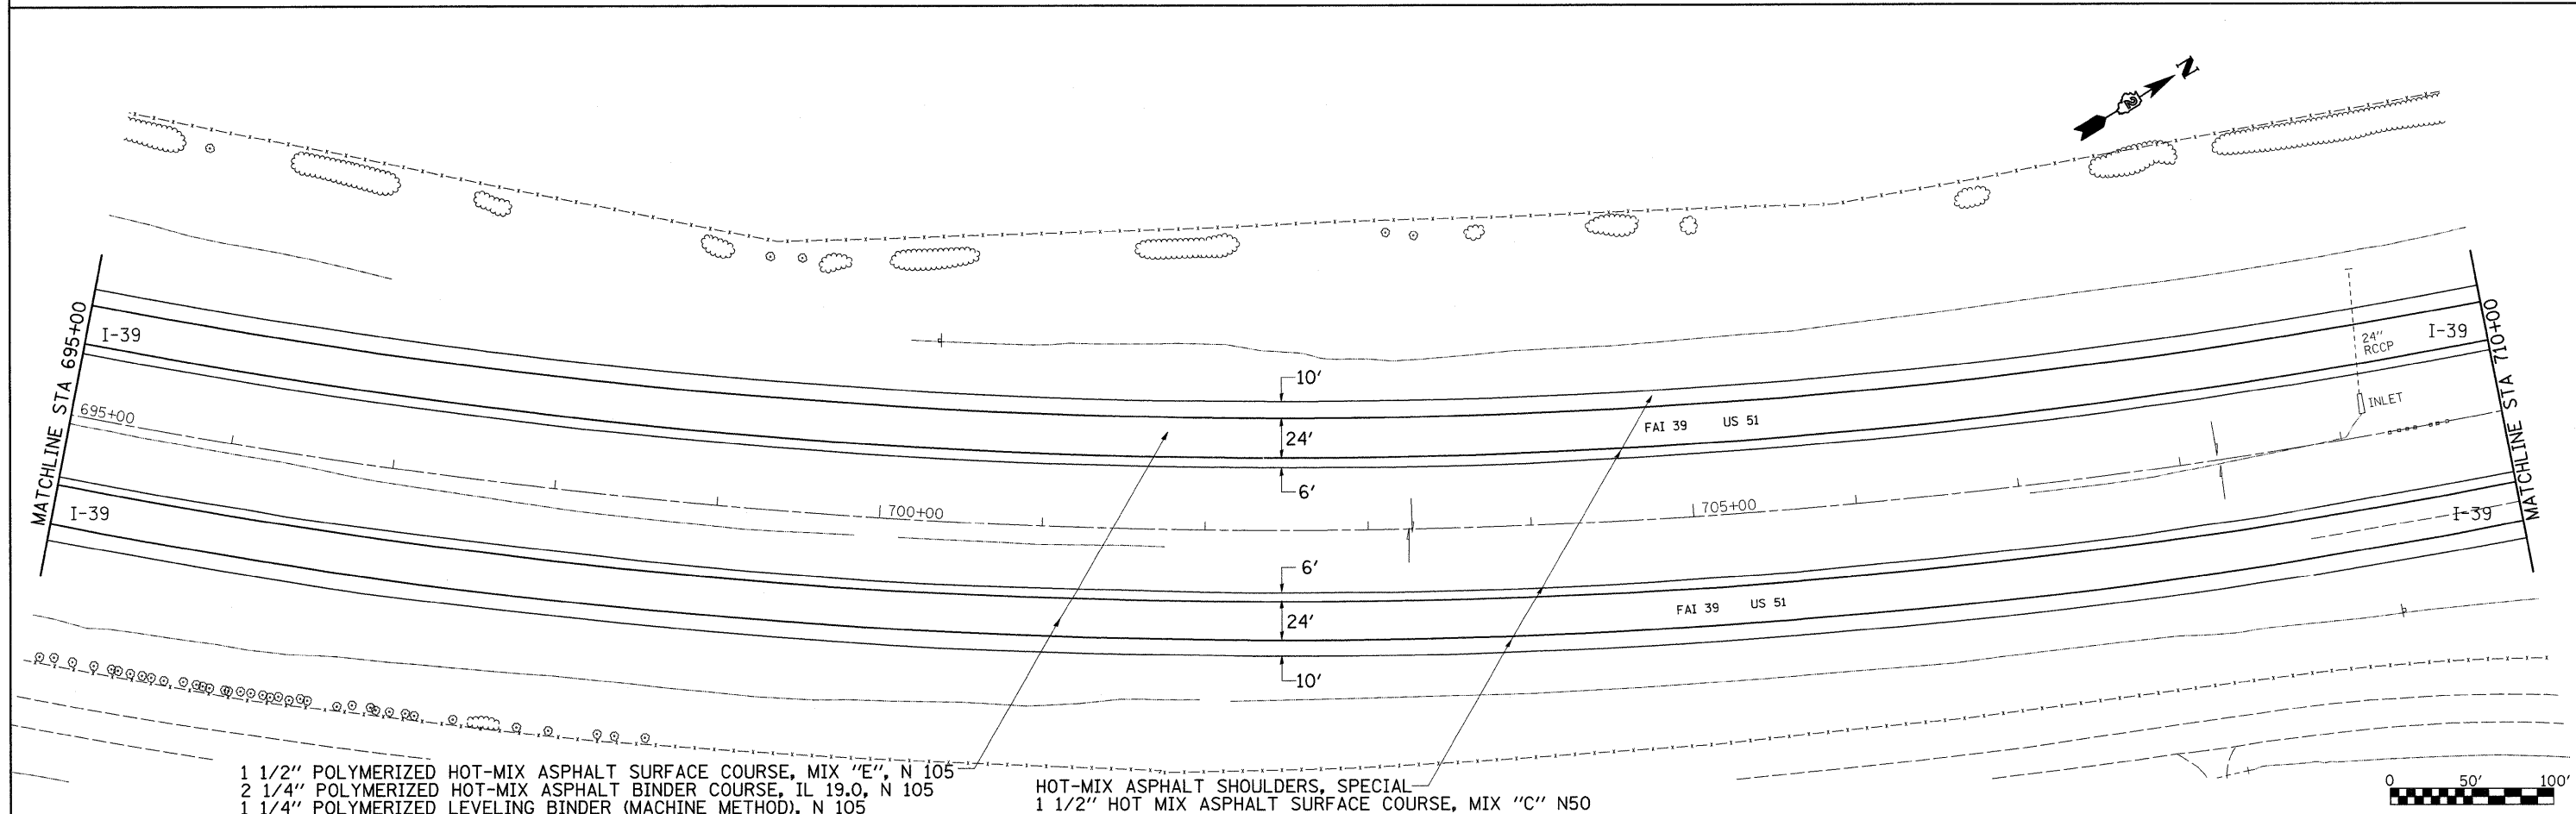 N
2
MATCHLINE STA 695+00
I-39
695+00
I-39
10'
24'
6'
700+00
6'
24'
10'
FAI 39 US 51
705+00
FAI 39 US 51
24"
RCCP
I-39
INLET
I-39
MATCHLINE STA 710+00
1 1/2" POLYMERIZED HOT-MIX ASPHALT SURFACE COURSE, MIX "E", N 105
2 1/4" POLYMERIZED HOT-MIX ASPHALT BINDER COURSE, IL 19.0, N 105
1 1/4" POLYMERIZED LEVELING BINDER (MACHINE METHOD), N 105
HOT-MIX ASPHALT SHOULDERS, SPECIAL
1 1/2" HOT MIX ASPHALT SURFACE COURSE, MIX "C" N50
0 50' 100'